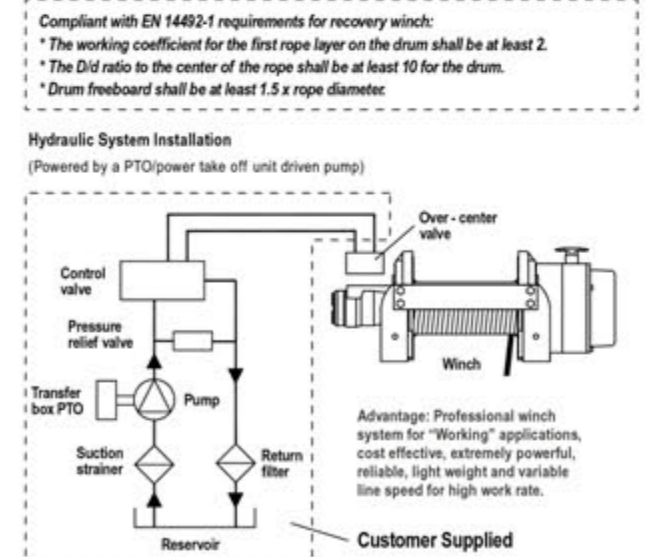 Compliant with EN 14492-1 requirements for recovery winch:
* The working coefficient for the first rope layer on the drum shall be at least 2.
* The D/d ratio to the center of the rope shall be at least 10 for the drum.
* Drum freeboard shall be at least 1.5 x rope diameter.
Hydraulic System Installation
(Powered by a PTO/power take off unit driven pump)
Over - center
valve
Control
valve
Pressure
relief valve
Winch
Transfer
box PTO
Pump
Advantage: Professional winch
system for "Working" applications,
cost effective, extremely powerful,
reliable, light weight and variable
line speed for high work rate.
Suction
strainer
Return
filter
Customer Supplied
Reservoir